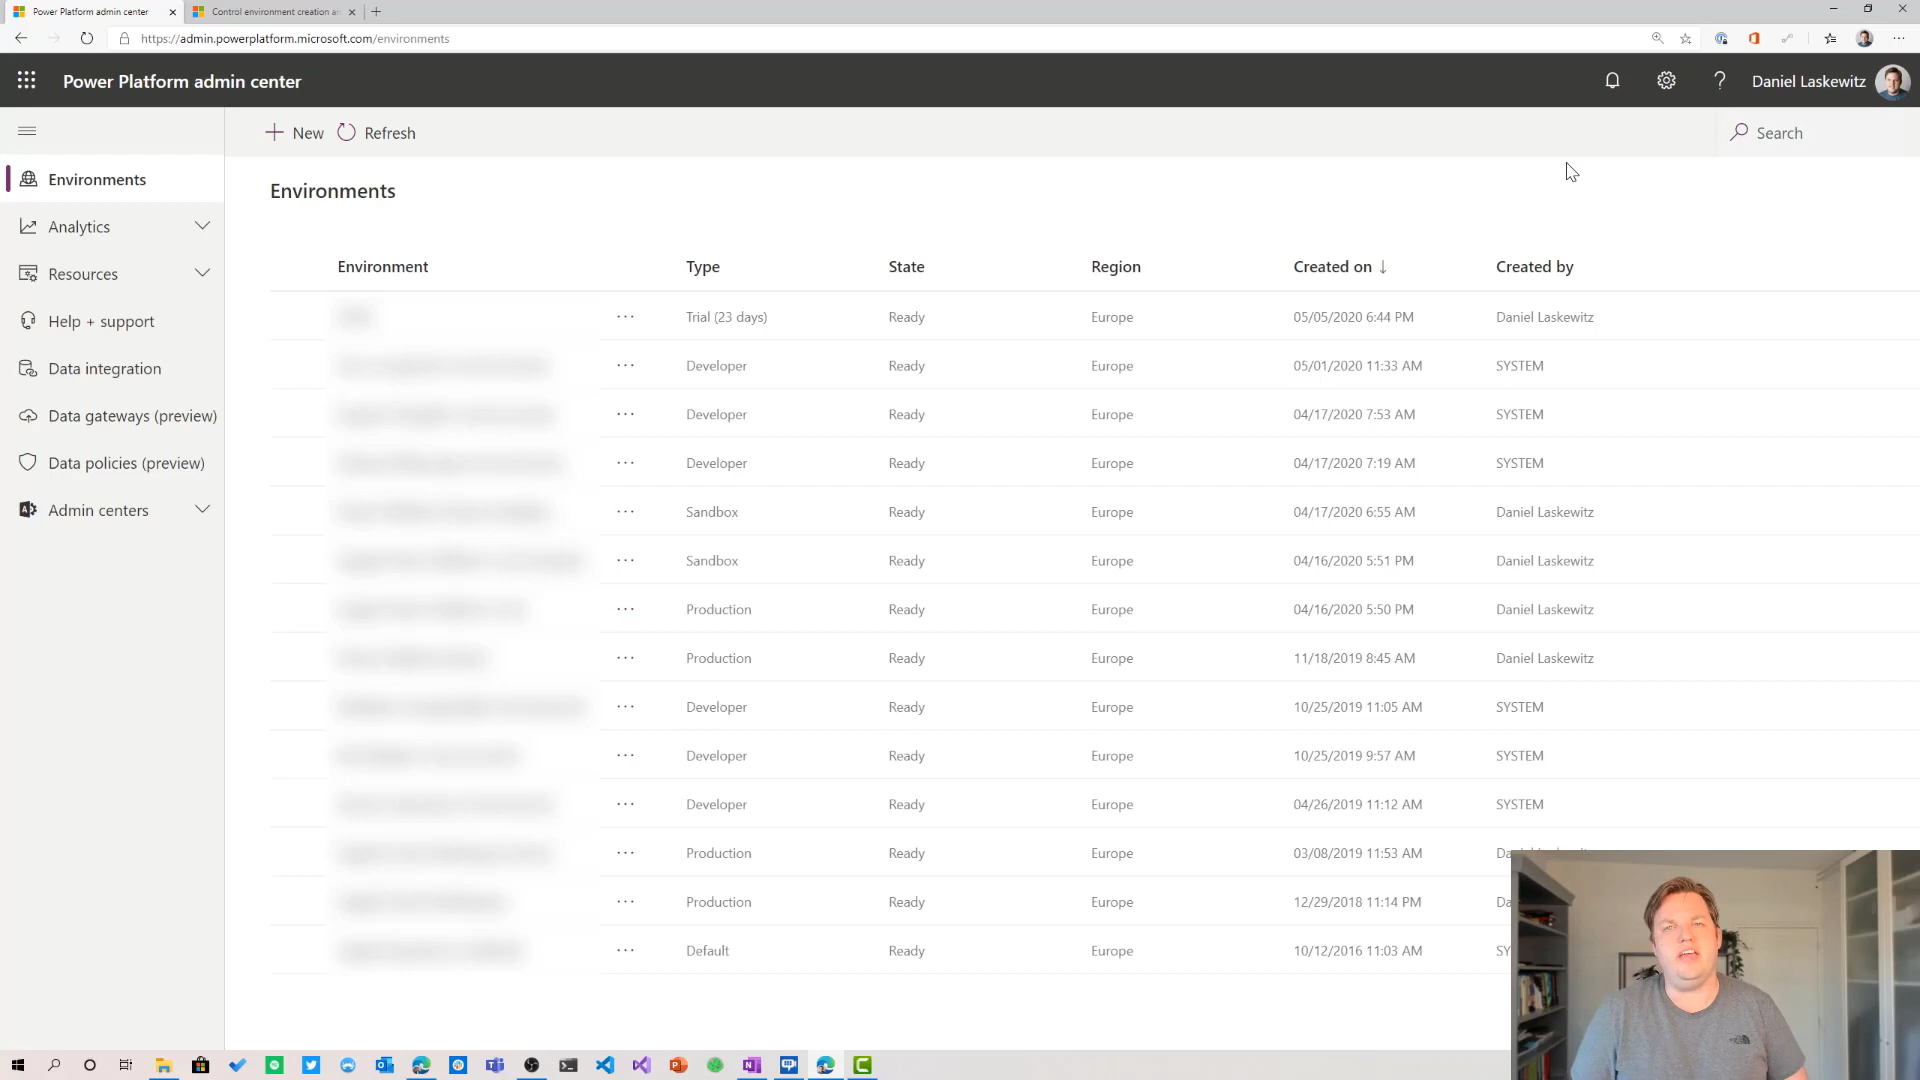 Power Platform admin center
Control environment creation a
https://admin.powerplatform.microsoft.com/environments
Power Platform admin center
Daniel Laskewitz
New
Refresh
Search
Environments
Analytics
Resources
Help + support
Data integration
Data gateways (preview)
Data policies (preview)
Admin centers
Environments
Environment Type State Region Created on ↓ Created by
Trial (23 days) Ready Europe 05/05/2020 6:44 PM Daniel Laskewitz
Developer Ready Europe 05/01/2020 11:33 AM SYSTEM
Developer Ready Europe 04/17/2020 7:53 AM SYSTEM
Developer Ready Europe 04/17/2020 7:19 AM SYSTEM
Sandbox Ready Europe 04/17/2020 6:55 AM Daniel Laskewitz
Sandbox Ready Europe 04/16/2020 5:51 PM Daniel Laskewitz
Production Ready Europe 04/16/2020 5:50 PM Daniel Laskewitz
Production Ready Europe 11/18/2019 8:45 AM Daniel Laskewitz
Developer Ready Europe 10/25/2019 11:05 AM SYSTEM
Developer Ready Europe 10/25/2019 9:57 AM SYSTEM
Developer Ready Europe 04/26/2019 11:12 AM SYSTEM
Production Ready Europe 03/08/2019 11:53 AM
Production Ready Europe 12/29/2018 11:14 PM Da
Default Ready Europe 10/12/2016 11:03 AM SY